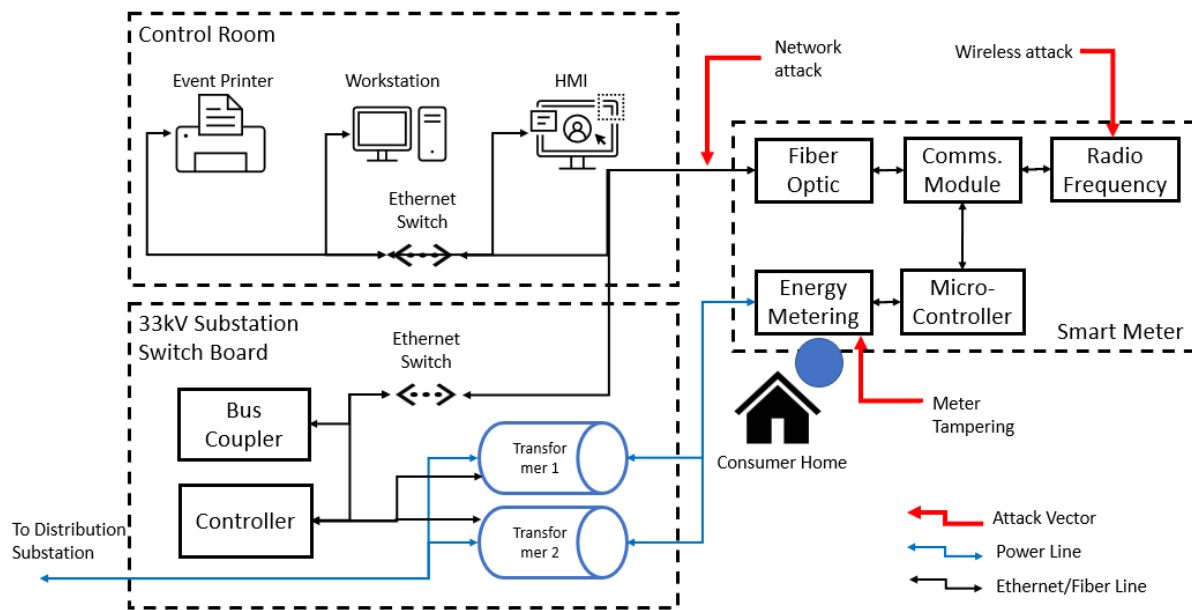 Control Room
Event Printer
Workstation
HMI
Ethernet
Switch
Network
attack
Wireless attack
Fiber
Optic
Comms.
Module
Radio
Frequency
Energy
Metering
Micro-
Controller
Smart Meter
33kV Substation
Switch Board
Ethernet
Switch
Bus
Coupler
Controller
Transfor
mer 1
Transfor
mer 2
Consumer Home
Meter
Tampering
To Distribution
Substation
Attack Vector
Power Line
Ethernet/Fiber Line